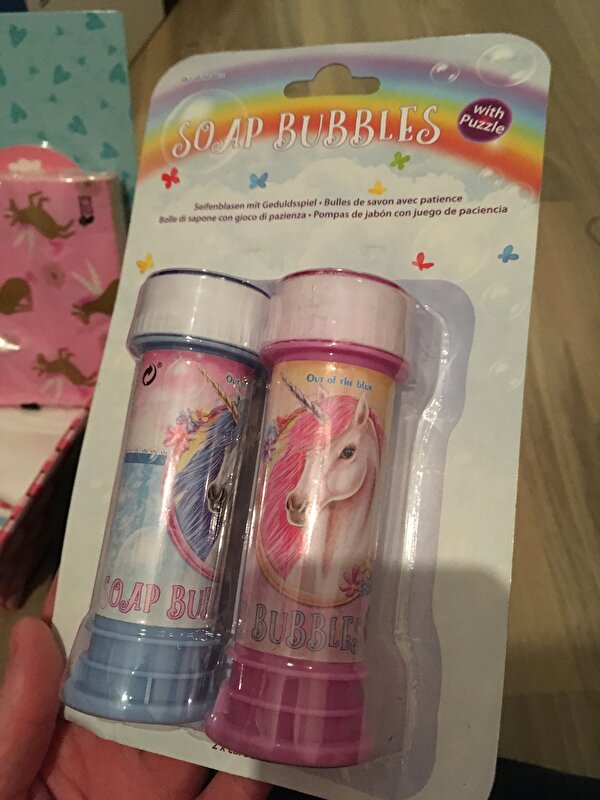 SOAP BUBBLES
with
Puzzle
Seifenblasen mit Geduldsspiel • Bulles de savon avec patience
Bolle di sapone con gioco di pazienza • Pompas de jabón con juego de paciencia
Out of the blue
SOAP BU
BUBBLES
2 x